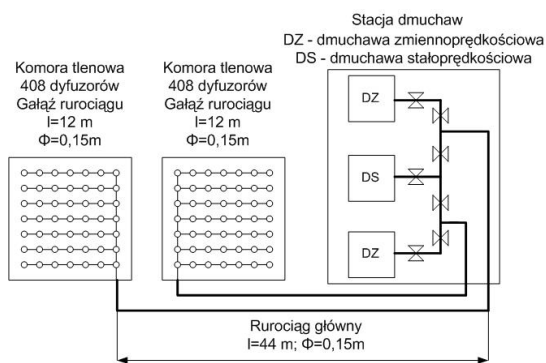 Stacja dmuchaw
DZ - dmuchawa zmiennoprędkościowa
DS - dmuchawa stałoprędkościowa
Komora tlenowa
408 dyfuzorów
Gałąź rurociągu
l=12 m
Φ=0,15m
Komora tlenowa
408 dyfuzorów
Gałąź rurociągu
l=12 m
Φ=0,15m
DZ
DS
DZ
Rurociąg główny
l=44 m; Φ=0,15m